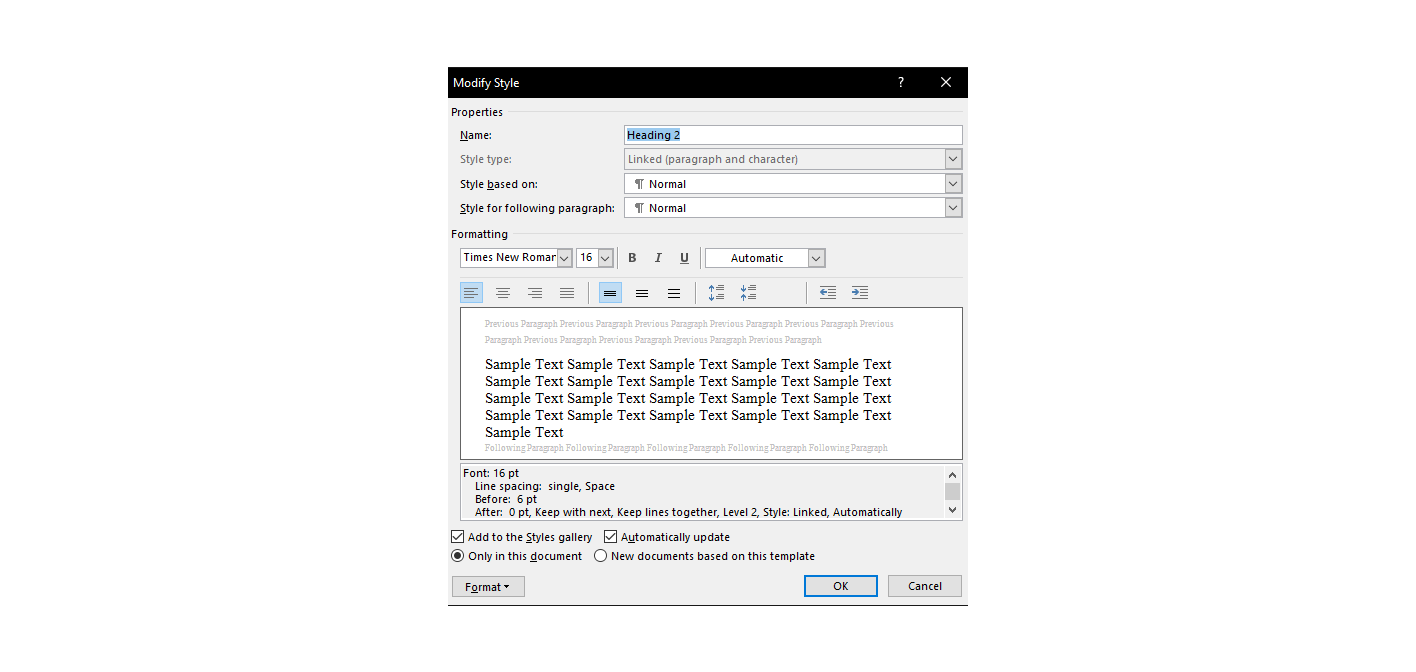 Modify Style ?
Properties
Name: Heading 2
Style type: Linked (paragraph and character)
Style based on: ¶ Normal
Style for following paragraph: ¶ Normal
Formatting
Times New Roman 16 B I U Automatic
Previous Paragraph Previous Paragraph Previous Paragraph Previous Paragraph Previous Paragraph Previous
Paragraph Previous Paragraph Previous Paragraph Previous Paragraph Previous Paragraph
Sample Text Sample Text Sample Text Sample Text Sample Text
Sample Text Sample Text Sample Text Sample Text Sample Text
Sample Text Sample Text Sample Text Sample Text Sample Text
Sample Text Sample Text Sample Text Sample Text Sample Text
Sample Text
Following Paragraph Following Paragraph Following Paragraph Following Paragraph Following Paragraph
Font: 16 pt
Line spacing: single, Space
Before: 6 pt
After: 0 pt, Keep with next, Keep lines together, Level 2, Style: Linked, Automatically
Add to the Styles gallery Automatically update
Only in this document New documents based on this template
Format OK Cancel